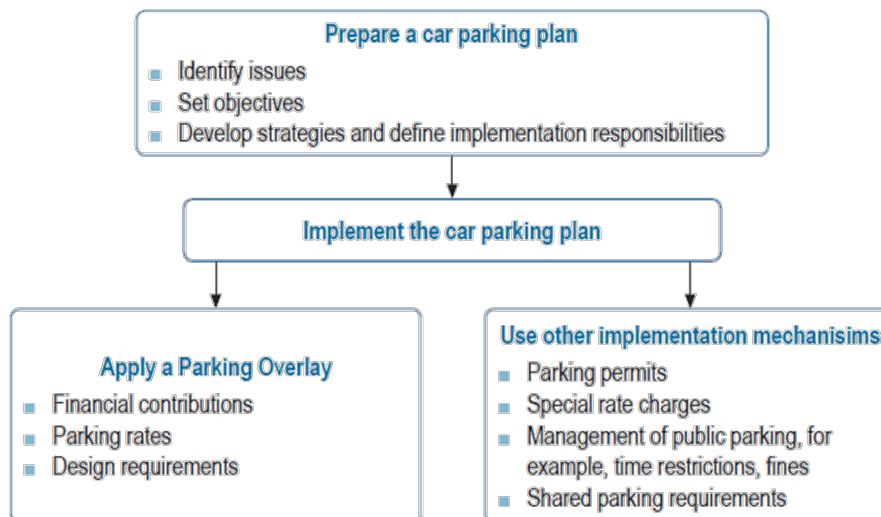 Prepare a car parking plan
Identify issues
Set objectives
Develop strategies and define implementation responsibilities
Implement the car parking plan
Apply a Parking Overlay
Financial contributions
Parking rates
Design requirements
Use other implementation mechanisims
Parking permits
Special rate charges
Management of public parking, for
example, time restrictions, fines
Shared parking requirements